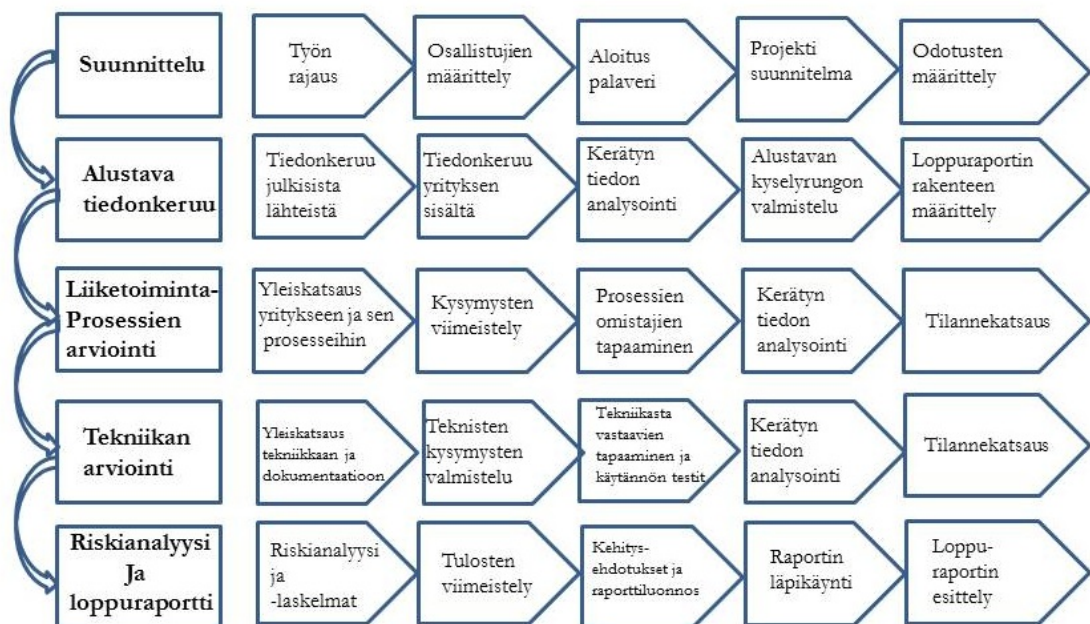 Suunnittelu
Työn
rajaus
Osallistujien
määrittely
Aloitus
palaveri
Projekti
suunnitelma
Odotusten
määrittely
Alustava
tiedonkeruu
Tiedonkeruu
julkisista
lähteistä
Tiedonkeruu
yrityksen
sisältä
Kerätyn
tiedon
analysointi
Alustavan
kyselyrungon
valmistelu
Loppuraportin
rakenteen
määrittely
Liiketoiminta-
Prosessien
arviointi
Yleiskatsaus
yritykseen ja sen
prosesseihin
Kysymysten
viimeistely
Prosessien
omistajien
tapaaminen
Kerätyn
tiedon
analysointi
Tilannekatsaus
Tekniikan
arviointi
Yleiskatsaus
tekniikkaan ja
dokumentaatioon
Teknisten
kysymysten
valmistelu
Tekniikasta
vastaavien
tapaaminen ja
käytännön testit
Kerätyn
tiedon
analysointi
Tilannekatsaus
Riskianalyysi
Ja
loppuraportti
Riskianalyysi
ja
-laskelmat
Tulosten
viimeistely
Kehitys-
ehdotukset ja
raporttiluonnos
Raportin
läpikäynti
Loppu-
raportin
esittely